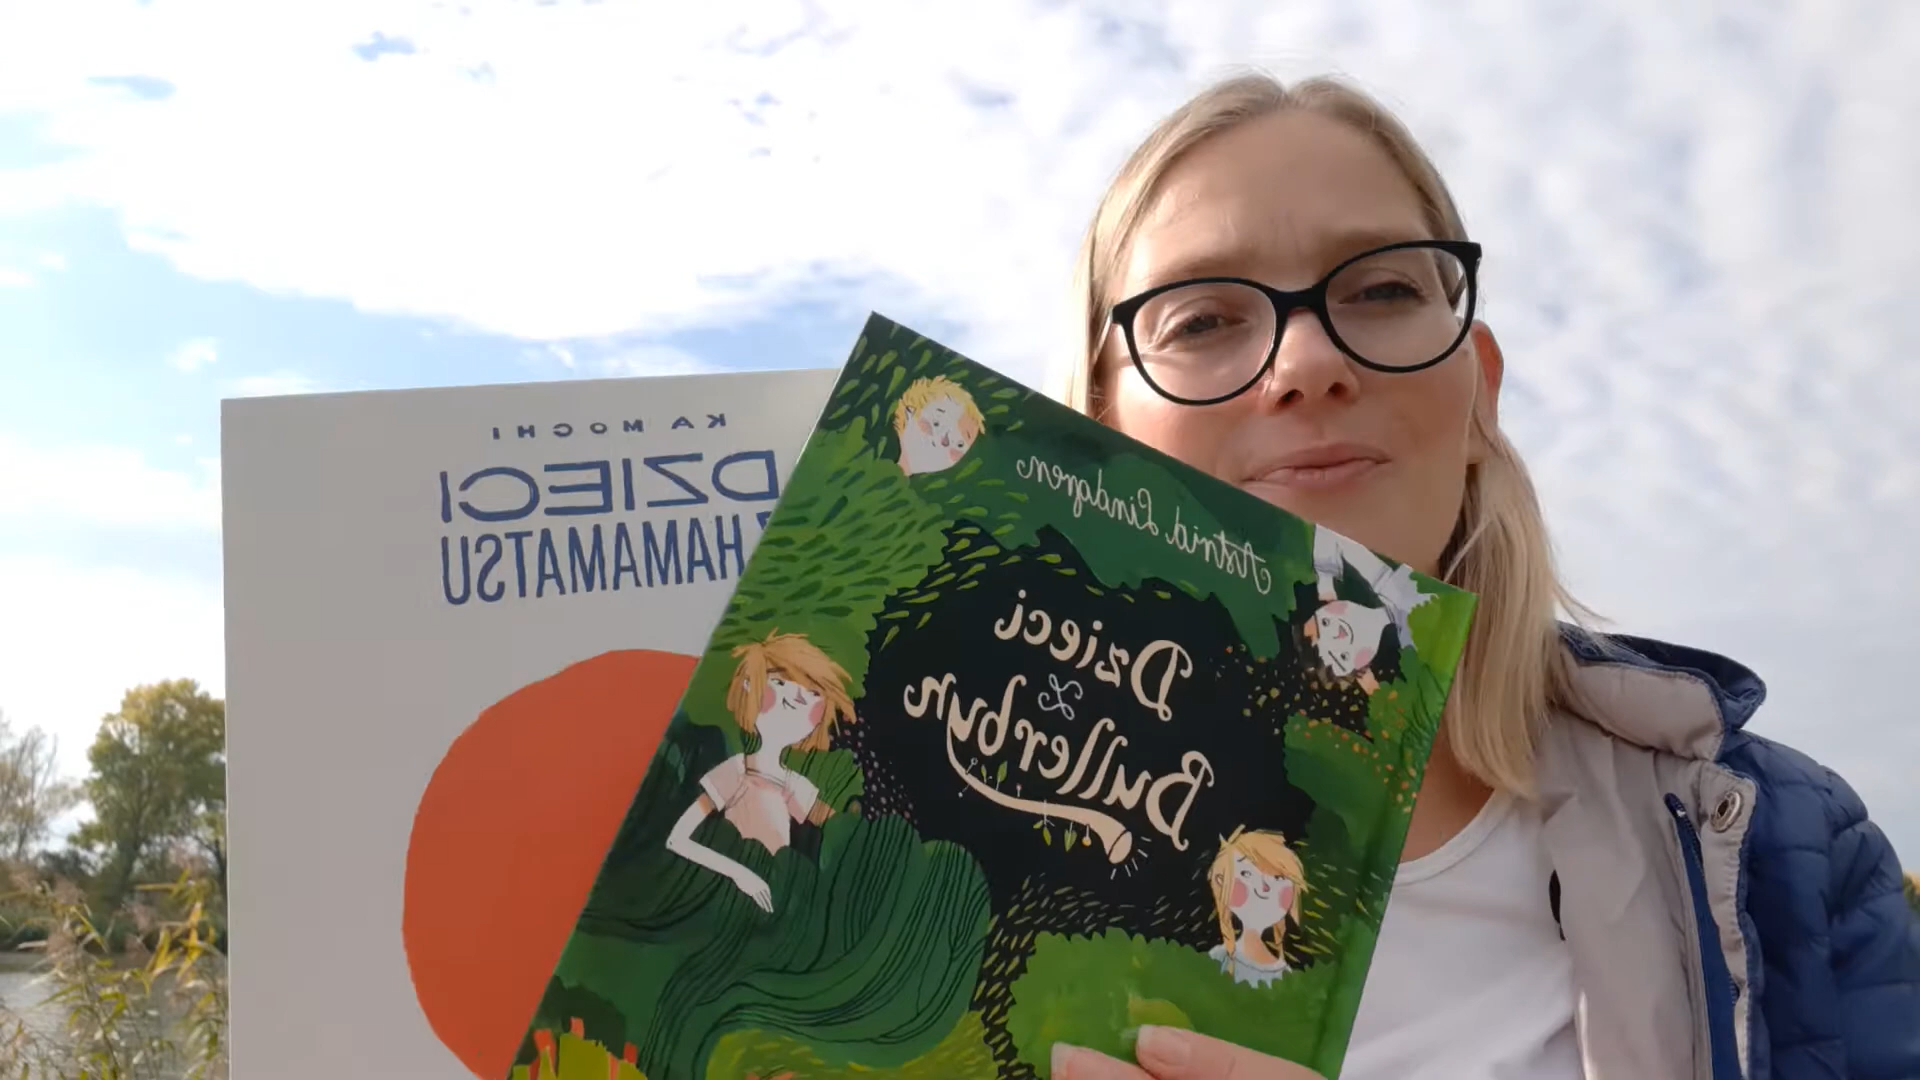 KA MOCHI
DZIECI
Z HAMAMATSU
Astrid Lindgren
Dzieci
z
Bullerbyn